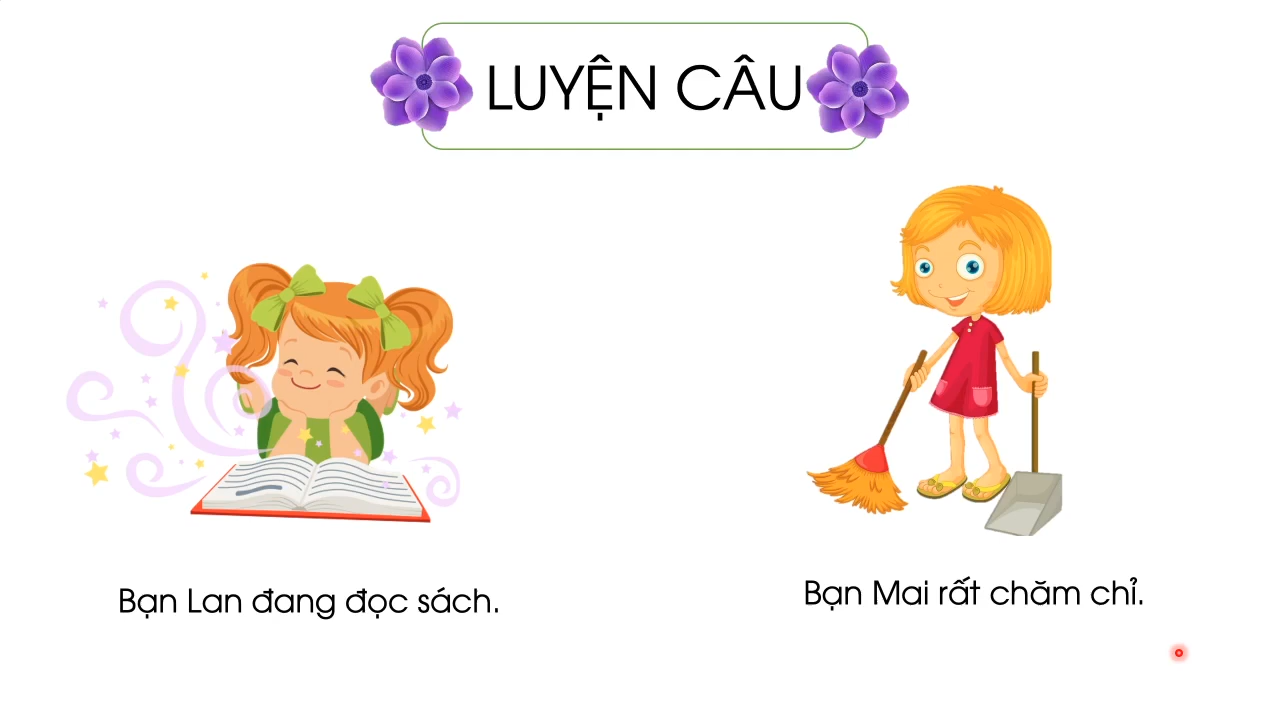 LUYỆN CÂU
Bạn Lan đang đọc sách.
Bạn Mai rất chăm chỉ.